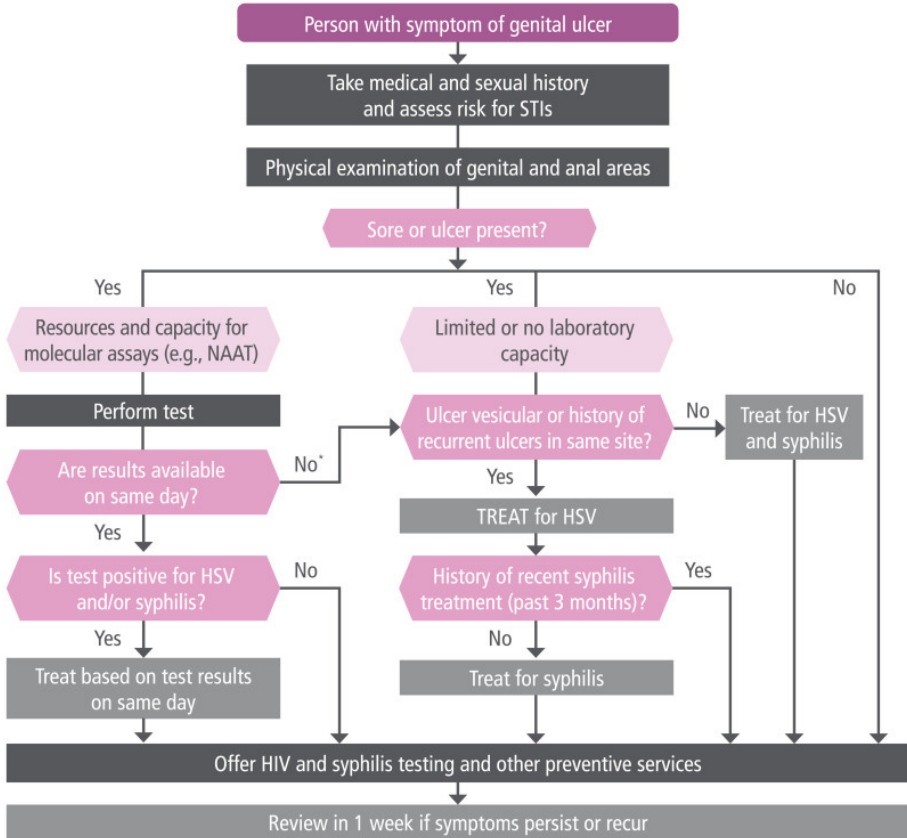 Person with symptom of genital ulcer
Take medical and sexual history
and assess risk for STIs
Physical examination of genital and anal areas
Sore or ulcer present?
Yes
Yes
No
Resources and capacity for
molecular assays (e.g., NAAT)
Limited or no laboratory
capacity
Perform test
Ulcer vesicular or history of
recurrent ulcers in same site?
No
Treat for HSV
and syphilis
Are results available
on same day?
No*
Yes
TREAT for HSV
Yes
Is test positive for HSV
and/or syphilis?
No
History of recent syphilis
treatment (past 3 months)?
Yes
Yes
No
Treat based on test results
on same day
Treat for syphilis
Offer HIV and syphilis testing and other preventive services
Review in 1 week if symptoms persist or recur